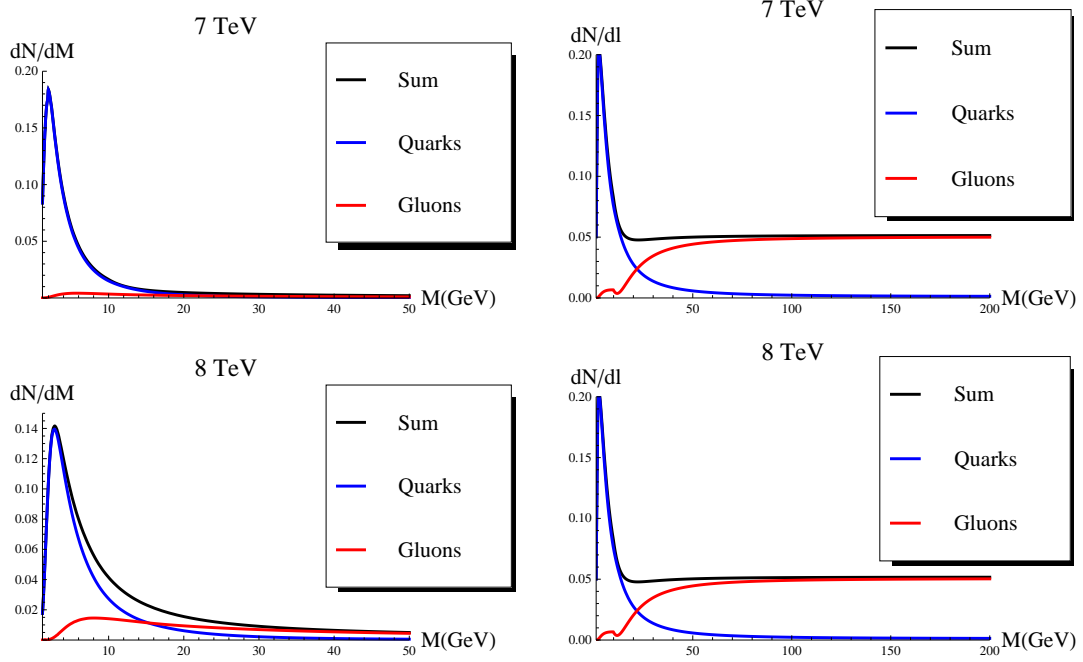 7 TeV
dN/dM
0.20
0.15
0.10
0.05
10
20
30
40
50
M(GeV)
Sum
Quarks
Gluons
7 TeV
dN/dl
0.20
0.15
0.10
0.05
0.00
50
100
150
200
M(GeV)
Sum
Quarks
Gluons
8 TeV
dN/dM
0.14
0.12
0.10
0.08
0.06
0.04
0.02
10
20
30
40
50
M(GeV)
Sum
Quarks
Gluons
8 TeV
dN/dl
0.20
0.15
0.10
0.05
0.00
50
100
150
200
M(GeV)
Sum
Quarks
Gluons